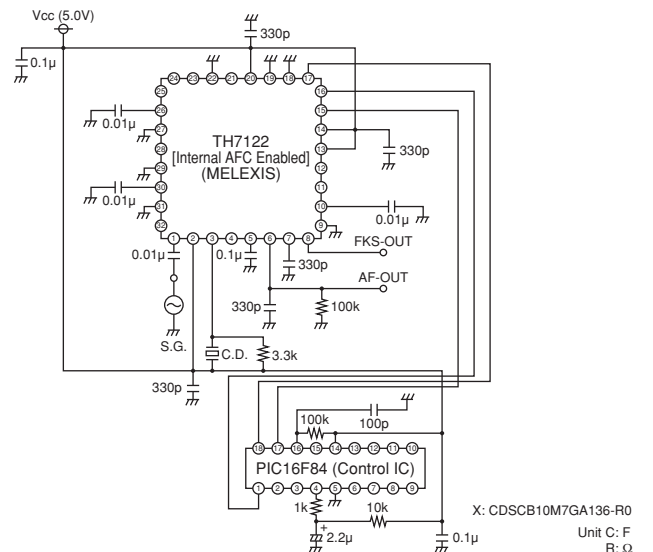 Vcc (5.0V)
330p
0.1µ
24 23 22 21 20 19 18 17
25 16
26 15
0.01µ
27 14
TH7122
28 13
[Internal AFC Enabled]
330p
29 12
(MELEXIS)
30 11
0.01µ
31 10
0.01µ
32 9
1 2 3 4 5 6 7 8
FKS-OUT
0.01µ
0.1µ
330p
AF-OUT
330p
100k
S.G.
C.D.
3.3k
330p
100k
100p
18 17 16 15 14 13 12 11 10
PIC16F84 (Control IC)
1 2 3 4 5 6 7 8 9
1k
10k
X: CDSCB10M7GA136-R0
+
2.2µ
0.1µ
Unit C: F
R: Ω